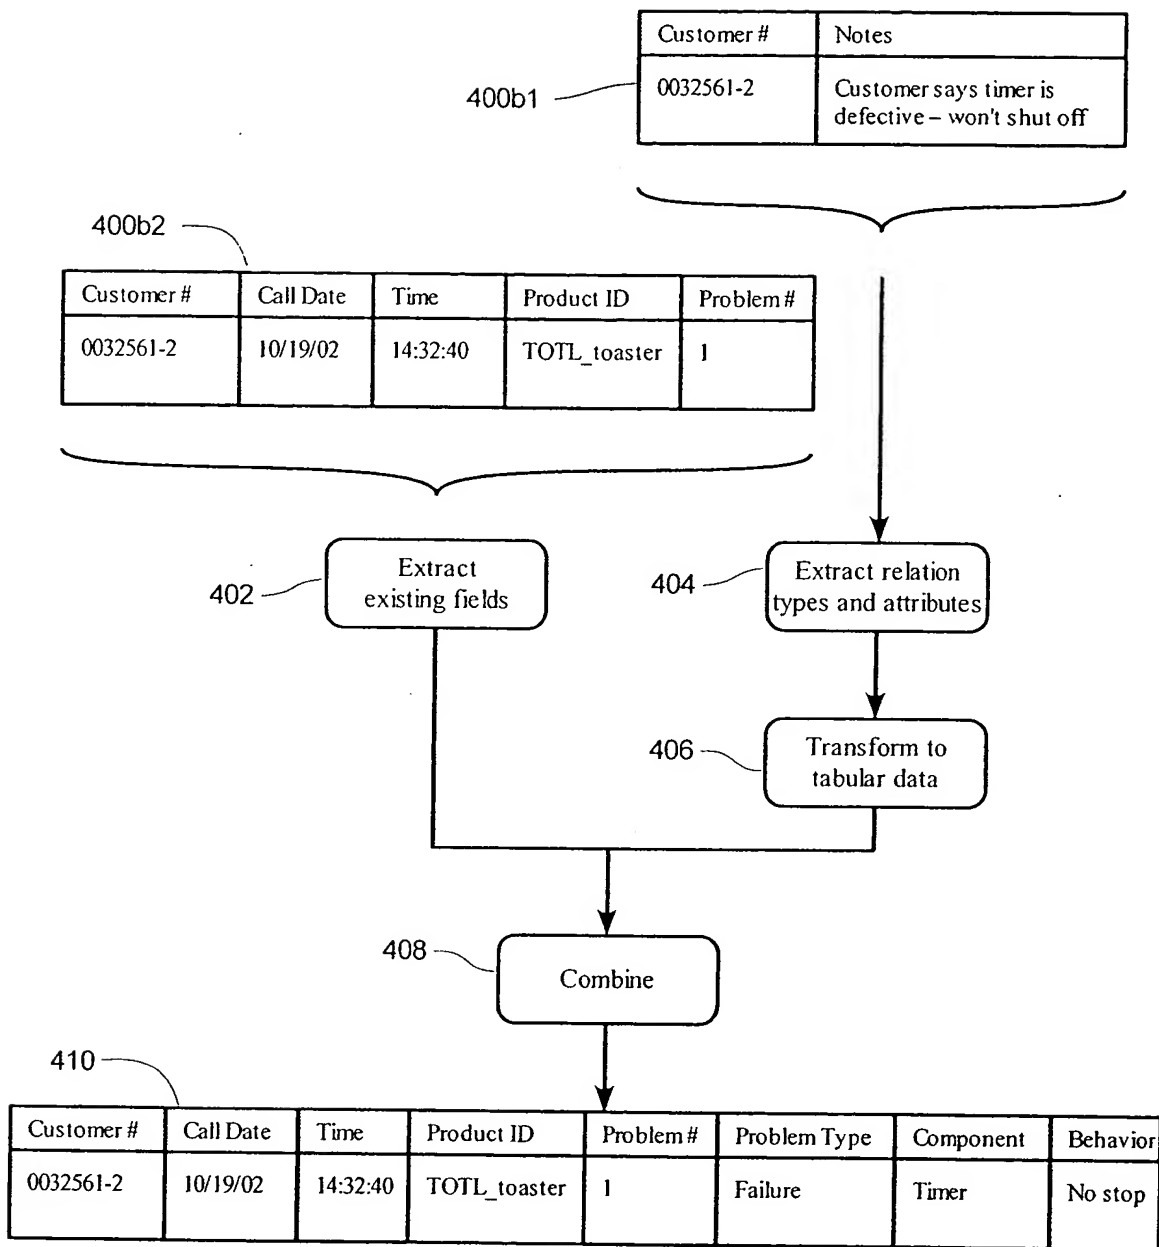 Customer # Notes
400b1 0032561-2 Customer says timer is
defective – won't shut off
400b2
Customer # Call Date Time Product ID Problem #
0032561-2 10/19/02 14:32:40 TOTL_toaster 1
402 Extract
existing fields
404 Extract relation
types and attributes
406 Transform to
tabular data
408 Combine
410
Customer # Call Date Time Product ID Problem # Problem Type Component Behavior
0032561-2 10/19/02 14:32:40 TOTL_toaster 1 Failure Timer No stop